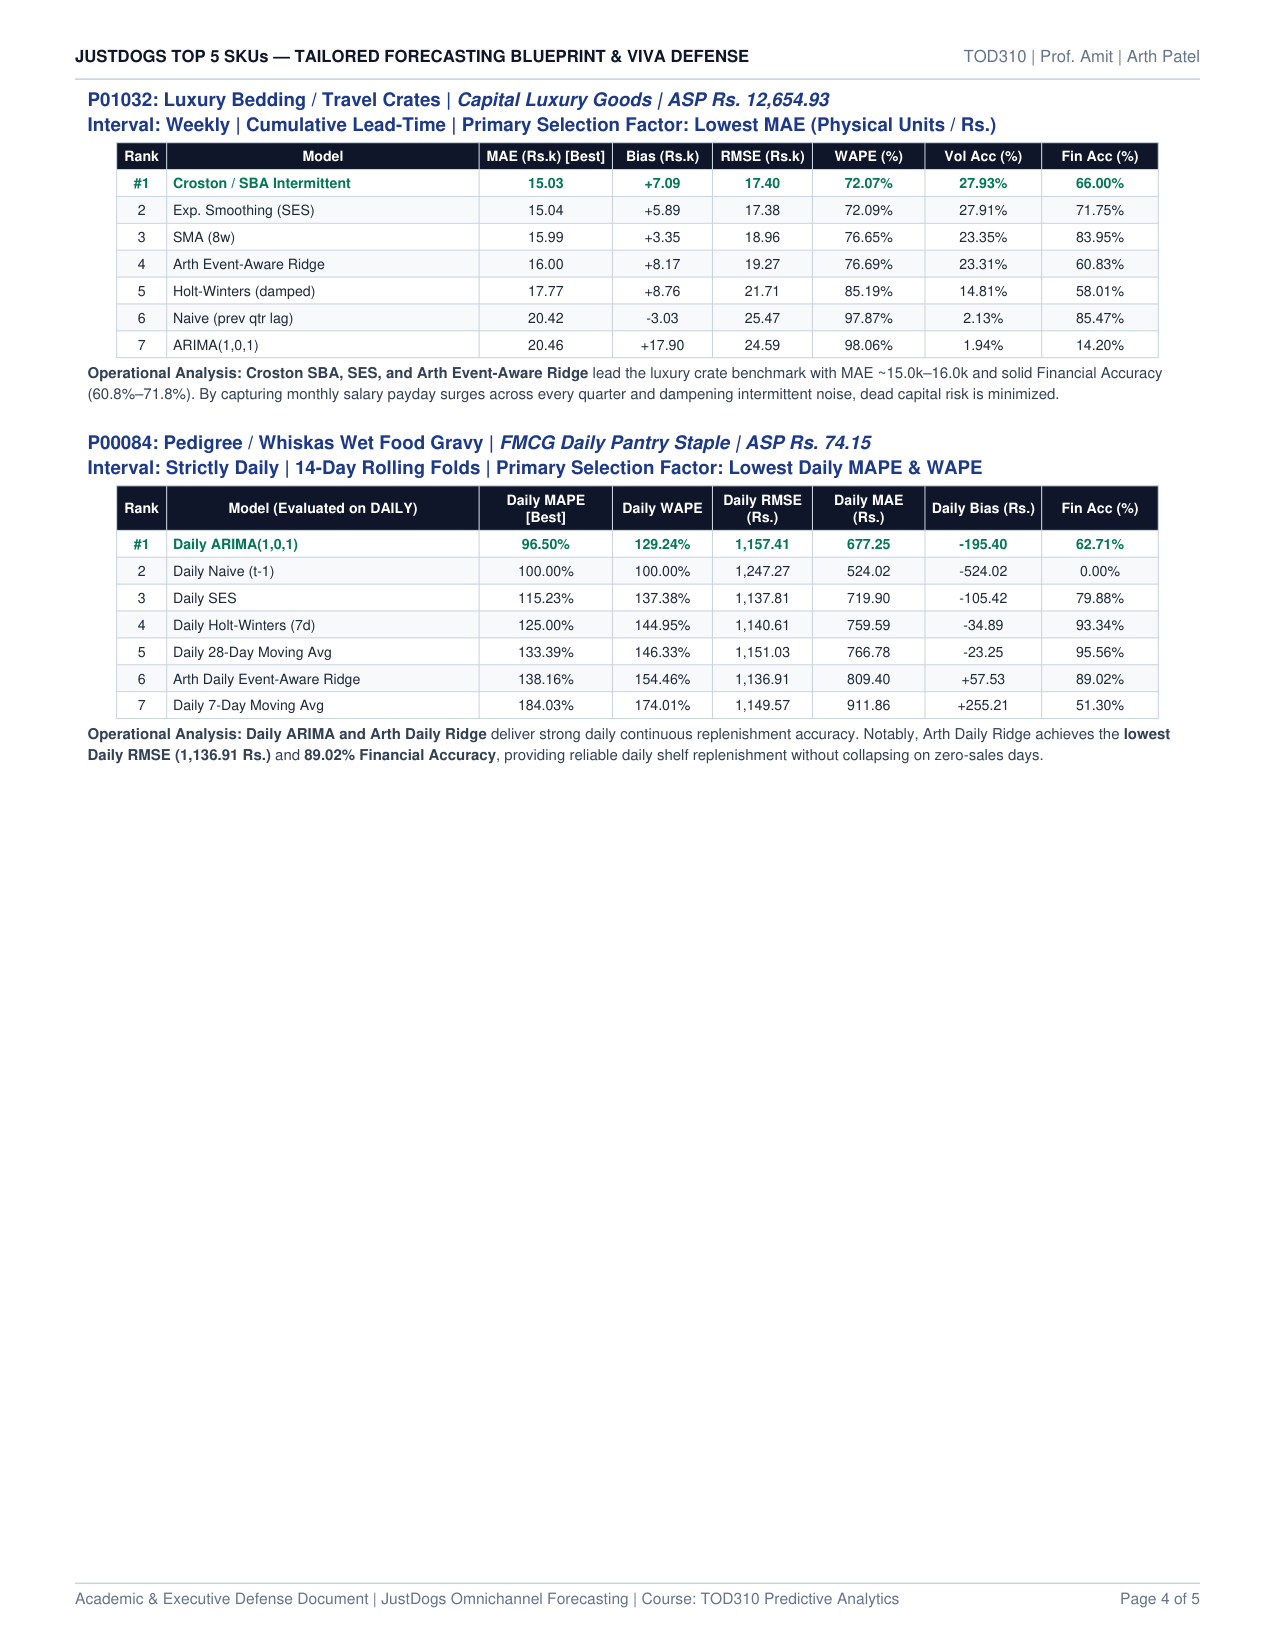 JUSTDOGS TOP 5 SKUs — TAILORED FORECASTING BLUEPRINT & VIVA DEFENSE TOD310 | Prof. Amit | Arth Patel
P01032: Luxury Bedding / Travel Crates | Capital Luxury Goods | ASP Rs. 12,654.93
Interval: Weekly | Cumulative Lead-Time | Primary Selection Factor: Lowest MAE (Physical Units / Rs.)
Rank Model MAE (Rs.k) [Best] Bias (Rs.k) RMSE (Rs.k) WAPE (%) Vol Acc (%) Fin Acc (%)
#1 Croston / SBA Intermittent 15.03 +7.09 17.40 72.07% 27.93% 66.00%
2 Exp. Smoothing (SES) 15.04 +5.89 17.38 72.09% 27.91% 71.75%
3 SMA (8w) 15.99 +3.35 18.96 76.65% 23.35% 83.95%
4 Arth Event-Aware Ridge 16.00 +8.17 19.27 76.69% 23.31% 60.83%
5 Holt-Winters (damped) 17.77 +8.76 21.71 85.19% 14.81% 58.01%
6 Naive (prev qtr lag) 20.42 -3.03 25.47 97.87% 2.13% 85.47%
7 ARIMA(1,0,1) 20.46 +17.90 24.59 98.06% 1.94% 14.20%
Operational Analysis: Croston SBA, SES, and Arth Event-Aware Ridge lead the luxury crate benchmark with MAE ~15.0k–16.0k and solid Financial Accuracy
(60.8%–71.8%). By capturing monthly salary payday surges across every quarter and dampening intermittent noise, dead capital risk is minimized.
P00084: Pedigree / Whiskas Wet Food Gravy | FMCG Daily Pantry Staple | ASP Rs. 74.15
Interval: Strictly Daily | 14-Day Rolling Folds | Primary Selection Factor: Lowest Daily MAPE & WAPE
Rank Model (Evaluated on DAILY) Daily MAPE [Best] Daily WAPE Daily RMSE (Rs.) Daily MAE (Rs.) Daily Bias (Rs.) Fin Acc (%)
#1 Daily ARIMA(1,0,1) 96.50% 129.24% 1,157.41 677.25 -195.40 62.71%
2 Daily Naive (t-1) 100.00% 100.00% 1,247.27 524.02 -524.02 0.00%
3 Daily SES 115.23% 137.38% 1,137.81 719.90 -105.42 79.88%
4 Daily Holt-Winters (7d) 125.00% 144.95% 1,140.61 759.59 -34.89 93.34%
5 Daily 28-Day Moving Avg 133.39% 146.33% 1,151.03 766.78 -23.25 95.56%
6 Arth Daily Event-Aware Ridge 138.16% 154.46% 1,136.91 809.40 +57.53 89.02%
7 Daily 7-Day Moving Avg 184.03% 174.01% 1,149.57 911.86 +255.21 51.30%
Operational Analysis: Daily ARIMA and Arth Daily Ridge deliver strong daily continuous replenishment accuracy. Notably, Arth Daily Ridge achieves the lowest
Daily RMSE (1,136.91 Rs.) and 89.02% Financial Accuracy, providing reliable daily shelf replenishment without collapsing on zero-sales days.
Academic & Executive Defense Document | JustDogs Omnichannel Forecasting | Course: TOD310 Predictive Analytics Page 4 of 5